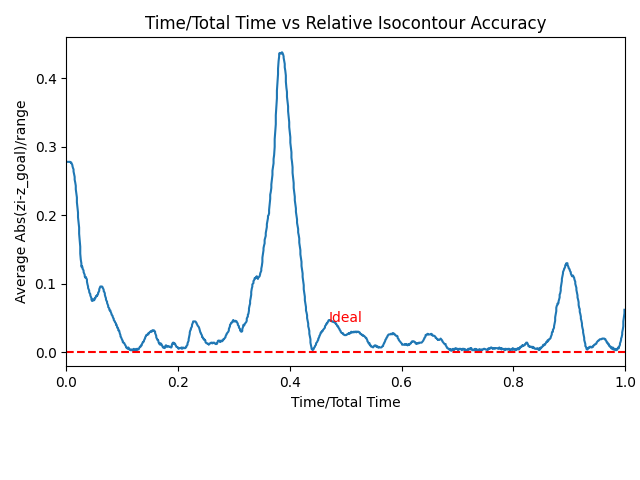 Time/Total Time vs Relative Isocontour Accuracy
Average Abs(zi-z_goal)/range
0.4
0.3
0.2
0.1
0.0
Ideal
0.0 0.2 0.4 0.6 0.8 1.0
Time/Total Time